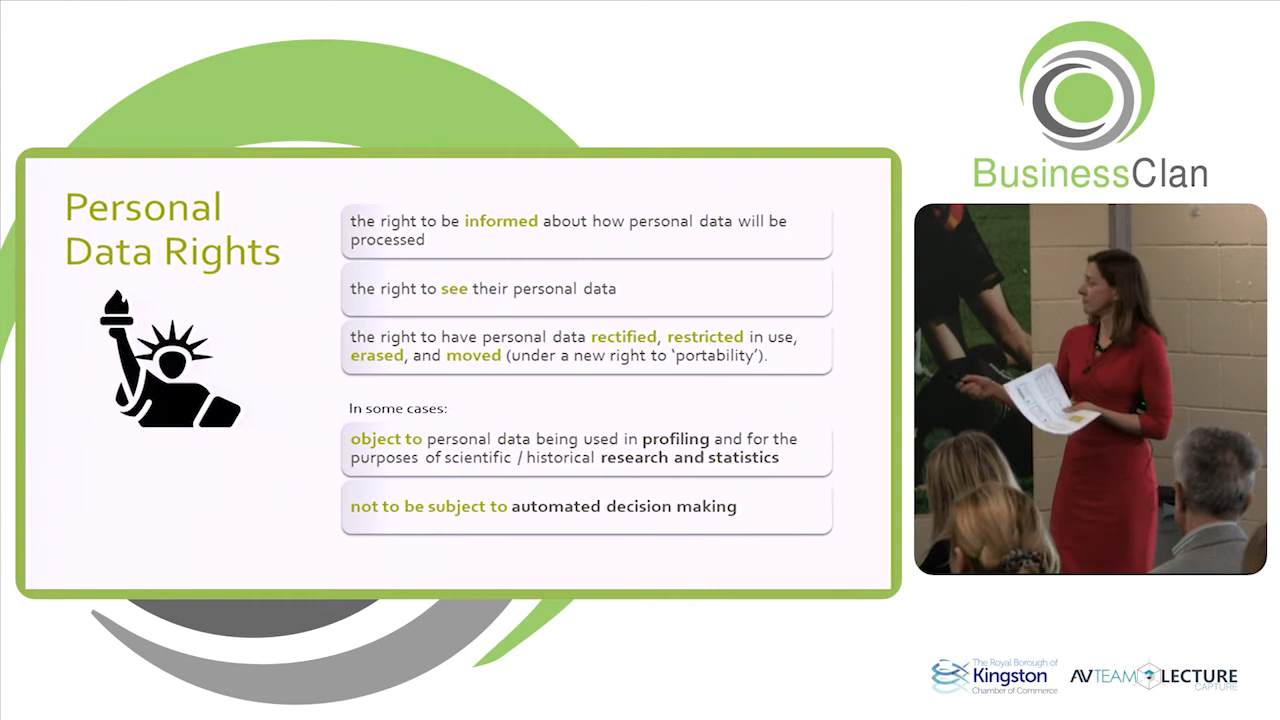 Personal
Data Rights
the right to be informed about how personal data will be
processed
the right to see their personal data
the right to have personal data rectified, restricted in use,
erased, and moved (under a new right to ‘portability’).
In some cases:
object to personal data being used in profiling and for the
purposes of scientific / historical research and statistics
not to be subject to automated decision making
BusinessClan
The Royal Borough of
Kingston
Chamber of Commerce
AVTEAM LECTURE
CAPTURE